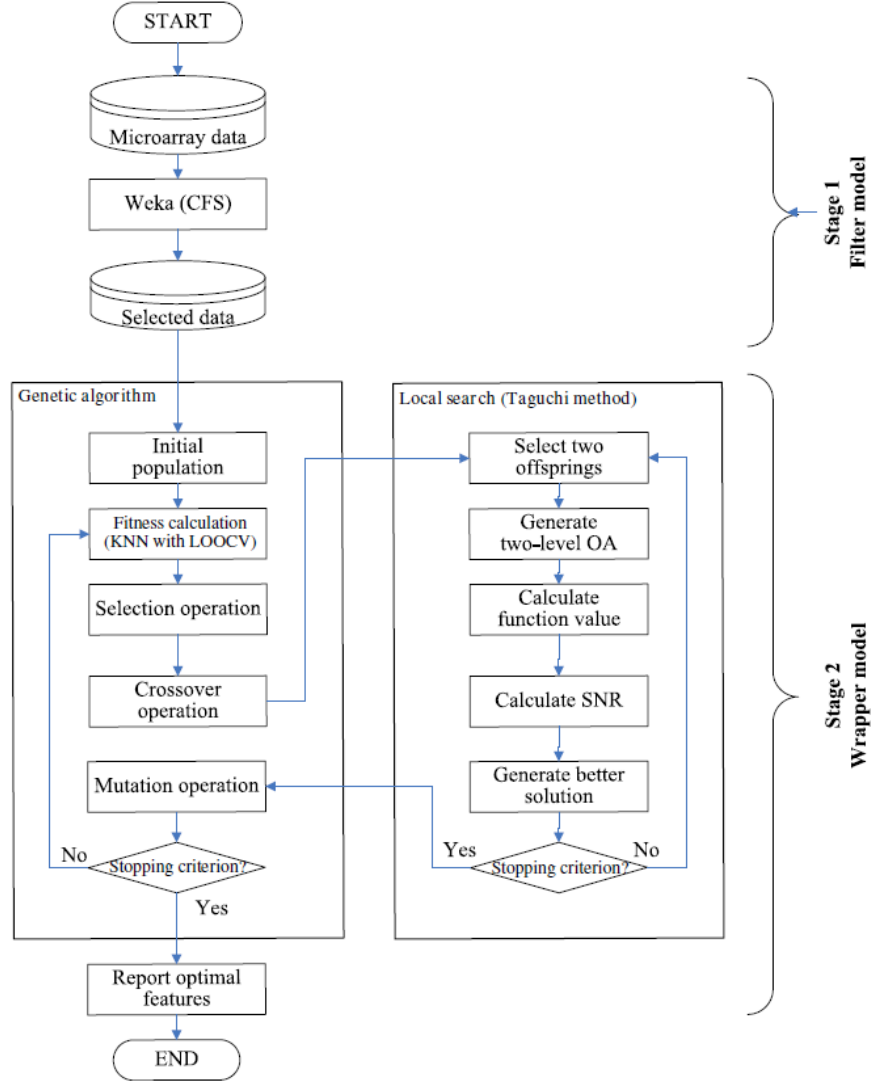 START
Microarray data
Weka (CFS)
Selected data
Stage 1
Filter model
Genetic algorithm
Initial
population
Fitness calculation
(KNN with LOOCV)
Selection operation
Crossover
operation
Mutation operation
No
Stopping criterion?
Yes
Local search (Taguchi method)
Select two
offsprings
Generate
two-level OA
Calculate
function value
Calculate SNR
Generate better
solution
Yes
Stopping criterion?
No
Stage 2
Wrapper model
Report optimal
features
END